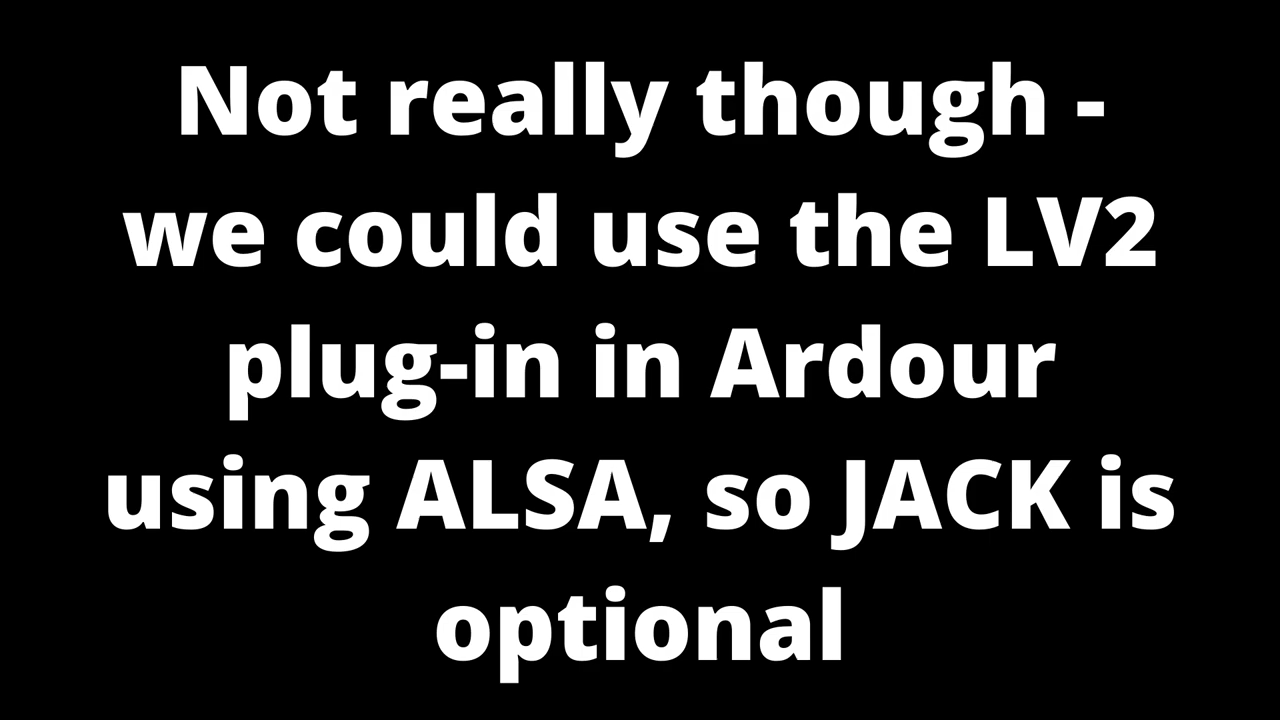 Not really though -
we could use the LV2
plug-in in Ardour
using ALSA, so JACK is
optional